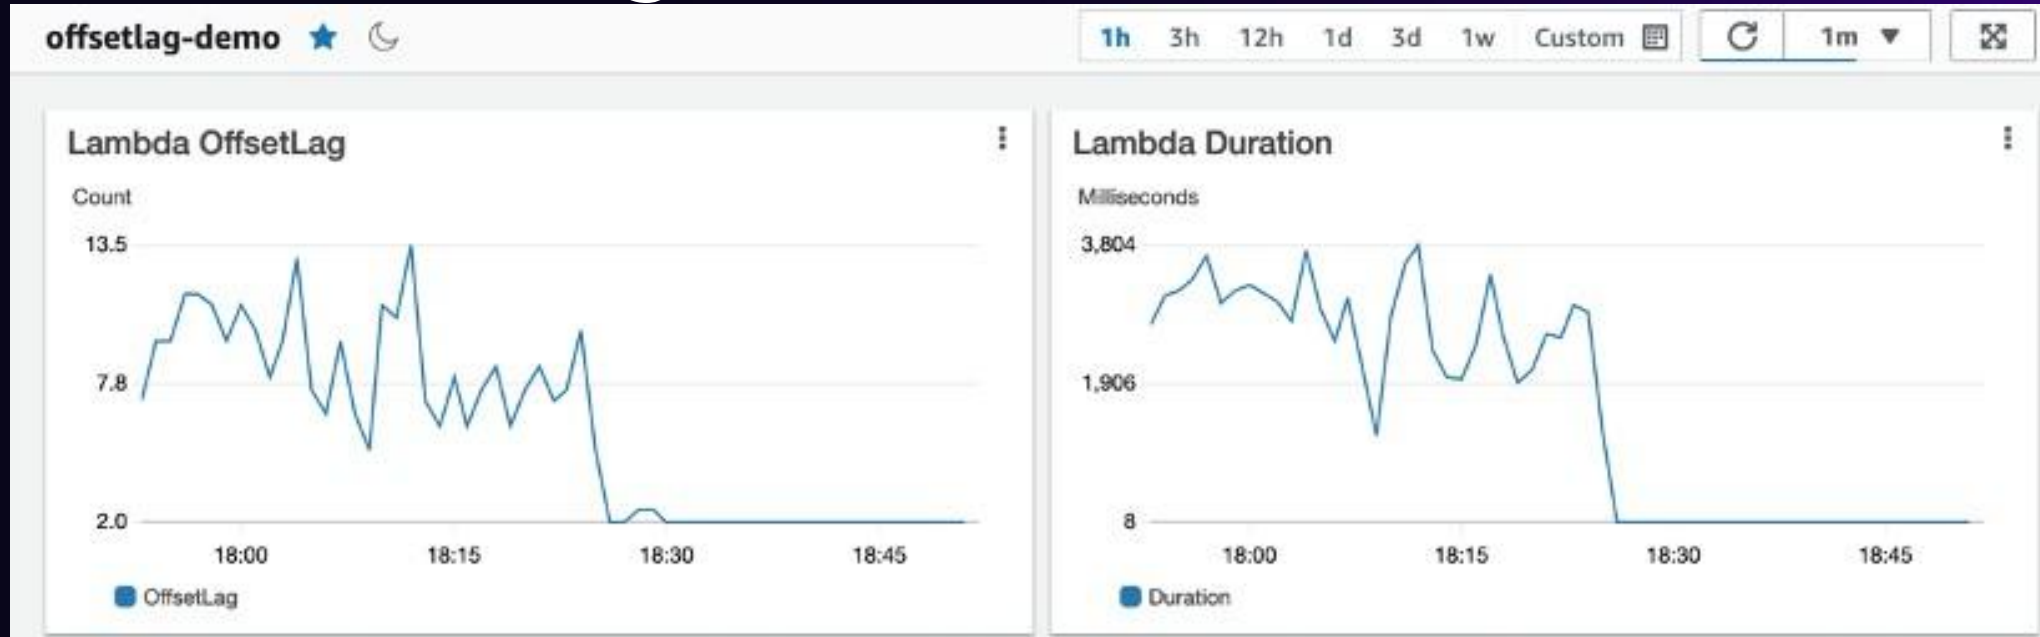 offsetlag-demo
1h 3h 12h 1d 3d 1w Custom 1m
Lambda OffsetLag
Count
13.5
7.8
2.0
18:00 18:15 18:30 18:45
OffsetLag
Lambda Duration
Milliseconds
3,804
1,906
8
18:00 18:15 18:30 18:45
Duration